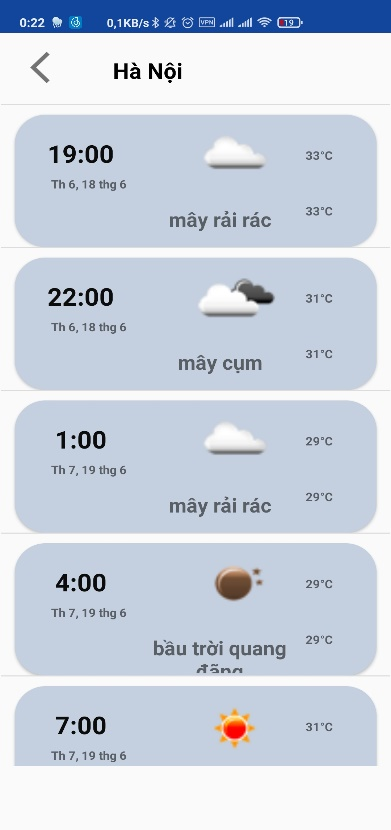 0:22 0,1KB/s VPN 19
Hà Nội
19:00
33°C
Th 6, 18 thg 6
mây rải rác
33°C
22:00
31°C
Th 6, 18 thg 6
mây cụm
31°C
1:00
29°C
Th 7, 19 thg 6
mây rải rác
29°C
4:00
29°C
Th 7, 19 thg 6
bầu trời quang
đãng
29°C
7:00
31°C
Th 7, 19 thg 6